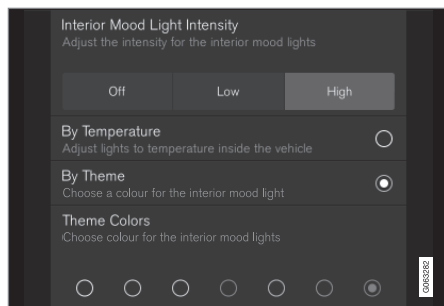 Interior Mood Light Intensity
Adjust the intensity for the interior mood lights
Off Low High
By Temperature
Adjust lights to temperature inside the vehicle
By Theme
Choose a colour for the interior mood light
Theme Colors
Choose colour for the interior mood lights
G063282